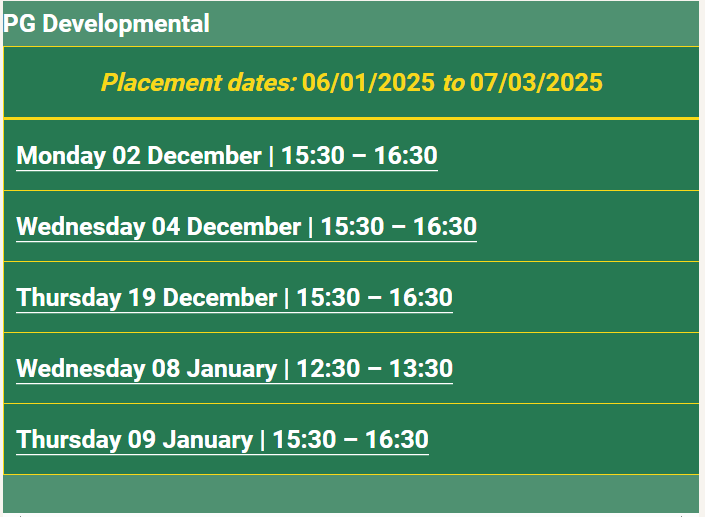 PG Developmental
Placement dates: 06/01/2025 to 07/03/2025
Monday 02 December | 15:30 – 16:30
Wednesday 04 December | 15:30 – 16:30
Thursday 19 December | 15:30 – 16:30
Wednesday 08 January | 12:30 – 13:30
Thursday 09 January | 15:30 – 16:30